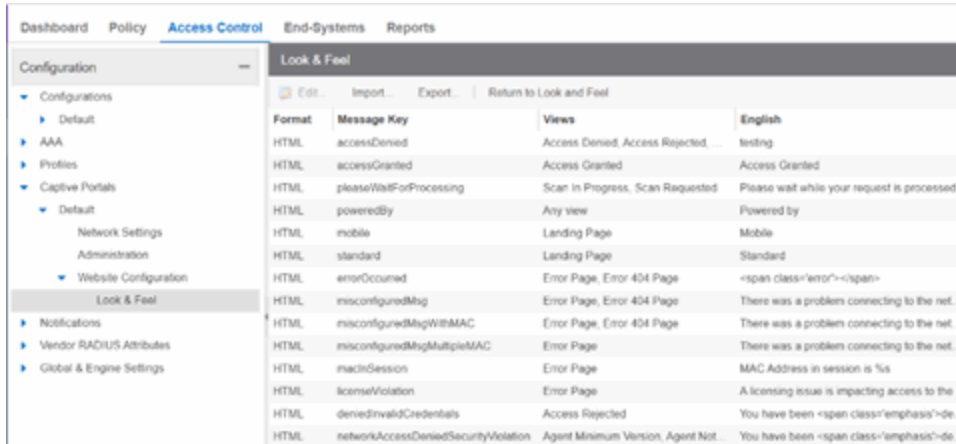 Dashboard Policy Access Control End-Systems Reports
Configuration
Configurations
Default
AAA
Profiles
Captive Portals
Default
Network Settings
Administration
Website Configuration
Look & Feel
Notifications
Vendor RADIUS Attributes
Global & Engine Settings
Look & Feel
Edit... Import... Export... Return to Look and Feel
Format Message Key Views English
HTML accessDenied Access Denied, Access Rejected, ... testing
HTML accessGranted Access Granted Access Granted
HTML pleaseWaitForProcessing Scan In Progress, Scan Requested Please wait while your request is processed
HTML poweredBy Any view Powered by
HTML mobile Landing Page Mobile
HTML standard Landing Page Standard
HTML errorOccurred Error Page, Error 404 Page <span class='error'></span>
HTML misconfiguredMsg Error Page, Error 404 Page There was a problem connecting to the net...
HTML misconfiguredMsgWithMAC Error Page, Error 404 Page There was a problem connecting to the net...
HTML misconfiguredMsgMultipleMAC Error Page There was a problem connecting to the net...
HTML macInSession Error Page MAC Address in session is %s
HTML licenseViolation Error Page A licensing issue is impacting access to the
HTML deniedInvalidCredentials Access Rejected You have been <span class='emphasis'>de...
HTML networkAccessDeniedSecurityViolation Agent Minimum Version, Agent Not... You have been <span class='emphasis'>de...